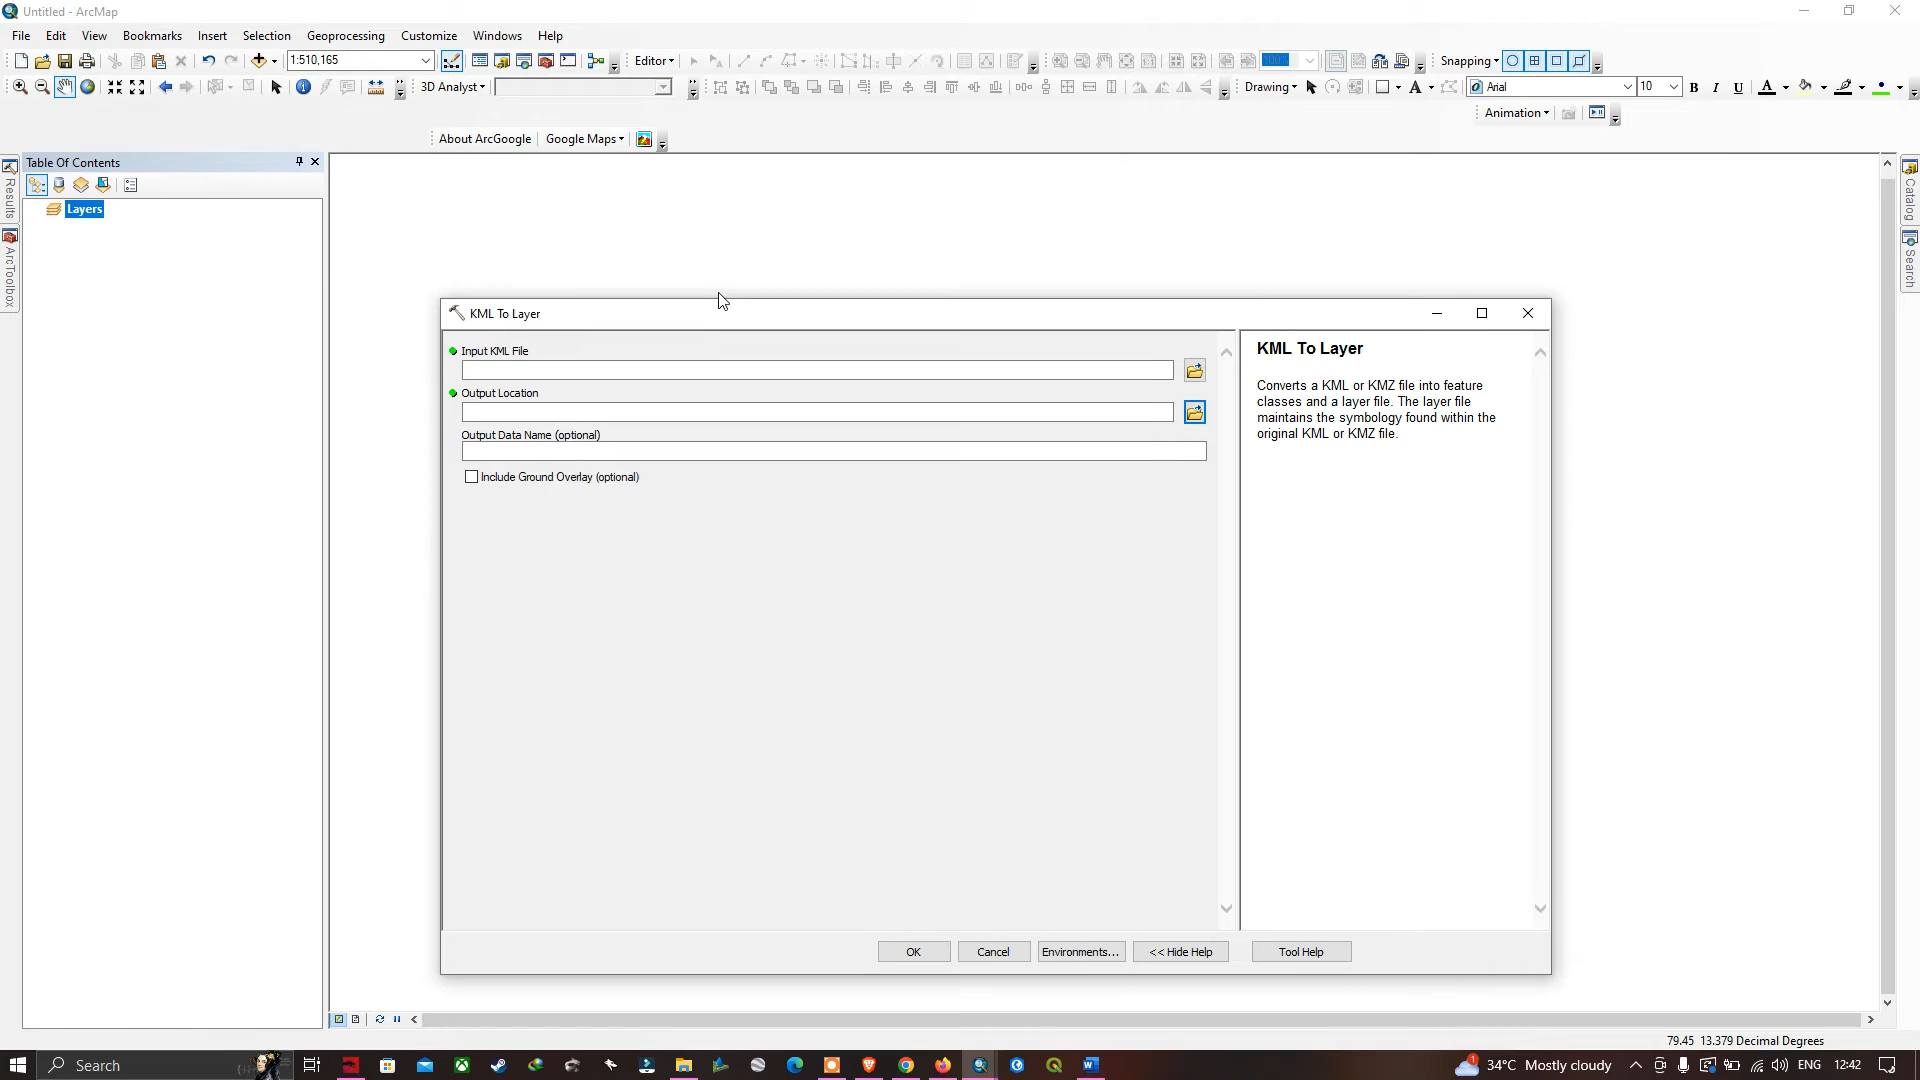 Untitled - ArcMap
File Edit View Bookmarks Insert Selection Geoprocessing Customize Windows Help
1:510,165
Editor
100%
Snapping
3D Analyst
Drawing
Arial
10
B I U A
Animation
About ArcGoogle Google Maps
Table Of Contents
Layers
Results
ArcToolbox
Catalog
Search
KML To Layer
Input KML File
Output Location
Output Data Name (optional)
Include Ground Overlay (optional)
KML To Layer
Converts a KML or KMZ file into feature
classes and a layer file. The layer file
maintains the symbology found within the
original KML or KMZ file.
OK Cancel Environments... << Hide Help Tool Help
79.45 13.379 Decimal Degrees
Search
1
34°C Mostly cloudy
ENG
12:42